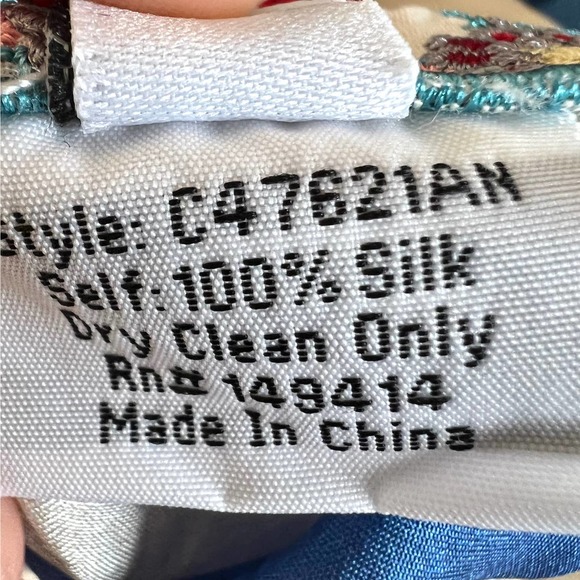 Style: C47621AN
Self: 100% Silk
Dry Clean Only
Rn# 149414
Made In China